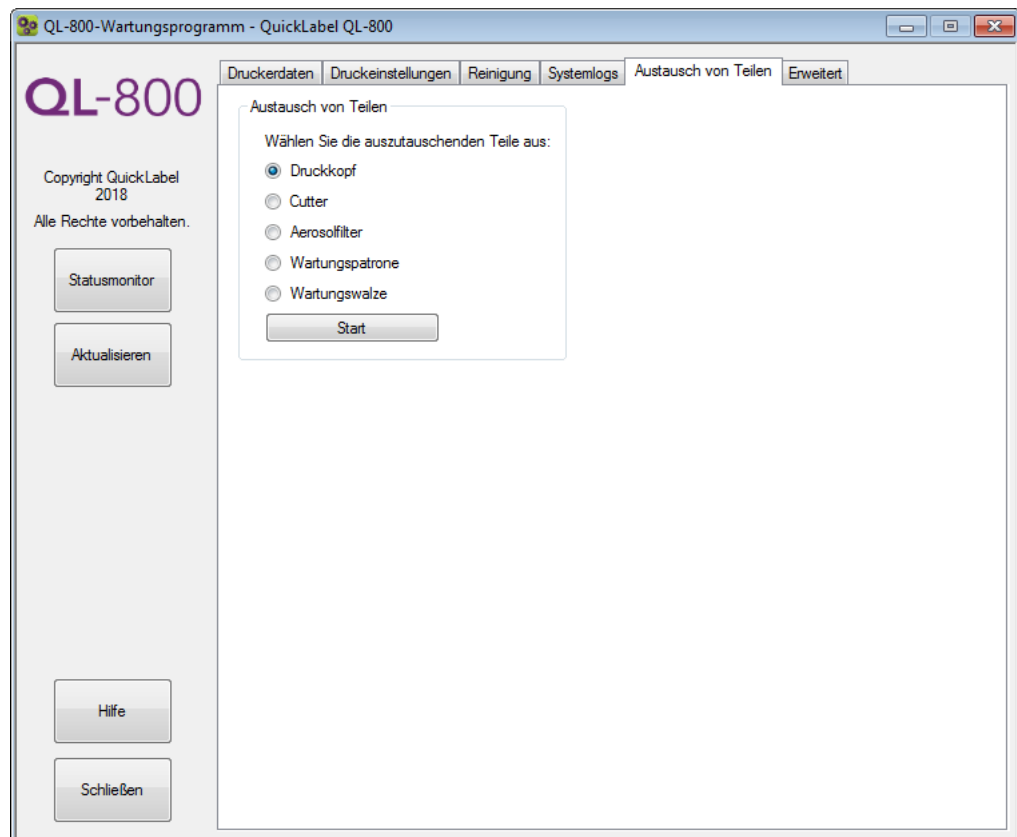 QL-800-Wartungsprogramm - QuickLabel QL-800
QL-800
Copyright QuickLabel
2018
Alle Rechte vorbehalten.
Statusmonitor
Aktualisieren
Hilfe
Schließen
Druckerdaten
Druckeinstellungen
Reinigung
Systemlogs
Austausch von Teilen
Erweitert
Austausch von Teilen
Wählen Sie die auszutauschenden Teile aus:
Druckkopf
Cutter
Aerosolfilter
Wartungspatrone
Wartungswalze
Start